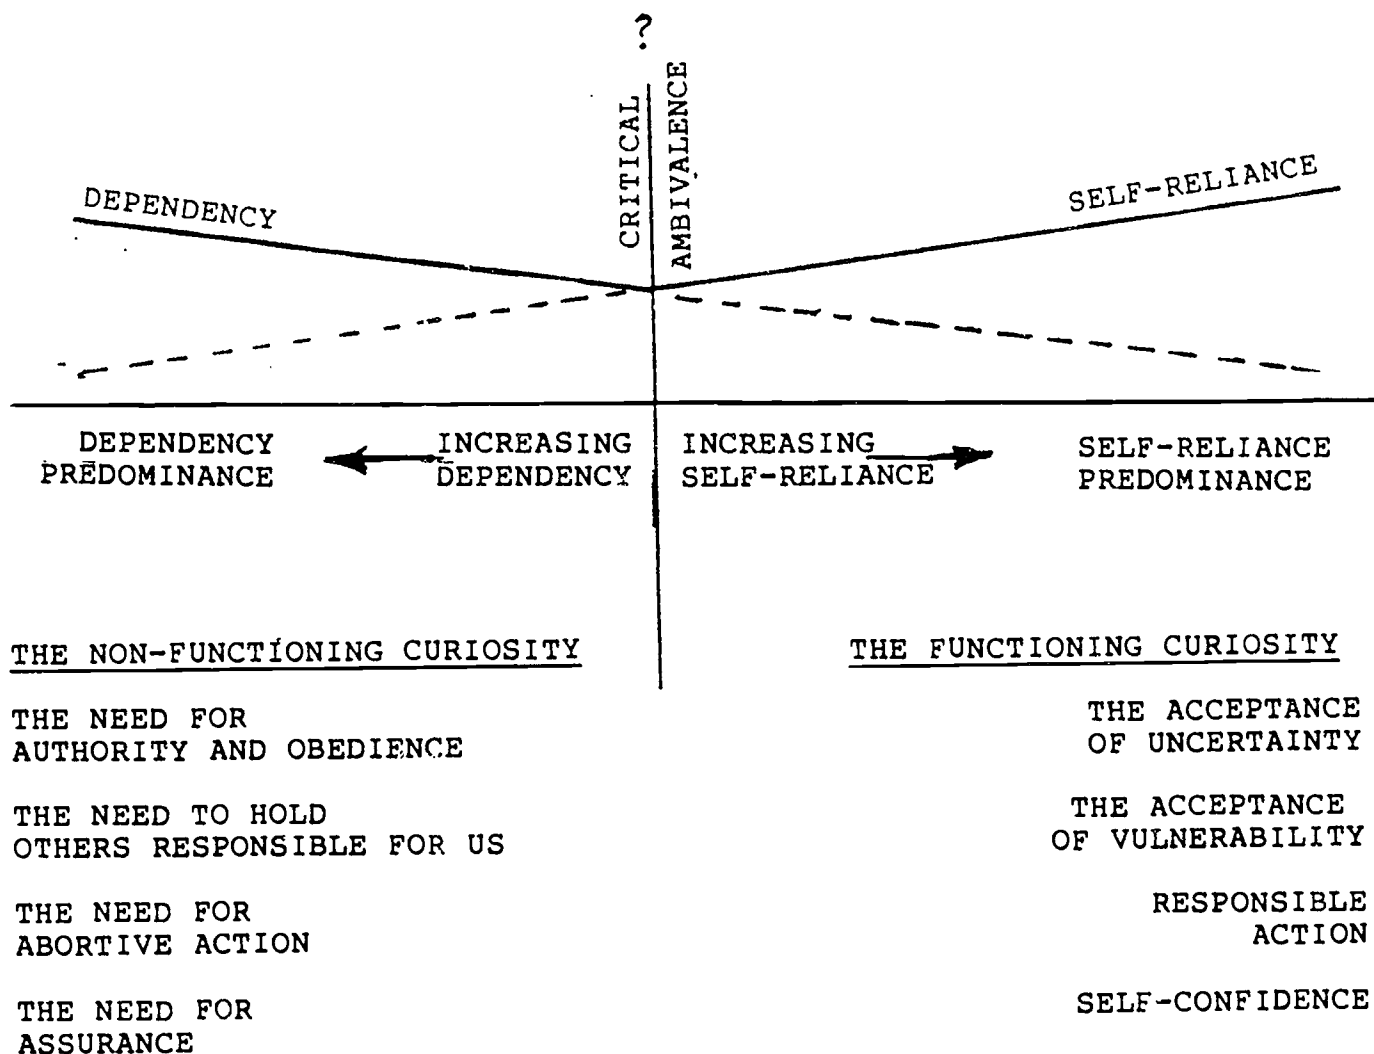 ?
CRITICAL
AMBIVALENCE
DEPENDENCY
SELF-RELIANCE
DEPENDENCY
PREDOMINANCE
INCREASING
DEPENDENCY
INCREASING
SELF-RELIANCE
SELF-RELIANCE
PREDOMINANCE
THE NON-FUNCTIONING CURIOSITY
THE NEED FOR
AUTHORITY AND OBEDIENCE
THE NEED TO HOLD
OTHERS RESPONSIBLE FOR US
THE NEED FOR
ABORTIVE ACTION
THE NEED FOR
ASSURANCE
THE FUNCTIONING CURIOSITY
THE ACCEPTANCE
OF UNCERTAINTY
THE ACCEPTANCE
OF VULNERABILITY
RESPONSIBLE
ACTION
SELF-CONFIDENCE